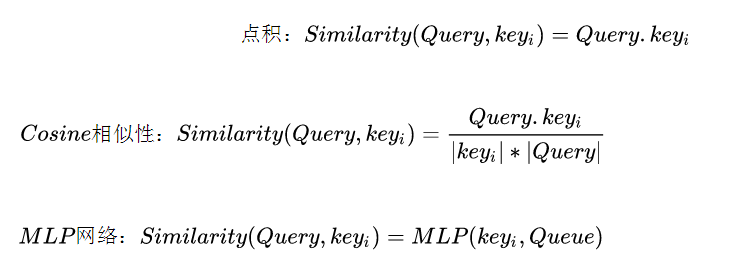 点积：Similarity(Query, key_i) = Query. key_i
Cosine相似性：Similarity(Query, key_i) = \frac{Query. key_i}{|key_i| * |Query|}
MLP网络：Similarity(Query, key_i) = MLP(key_i, Queue)